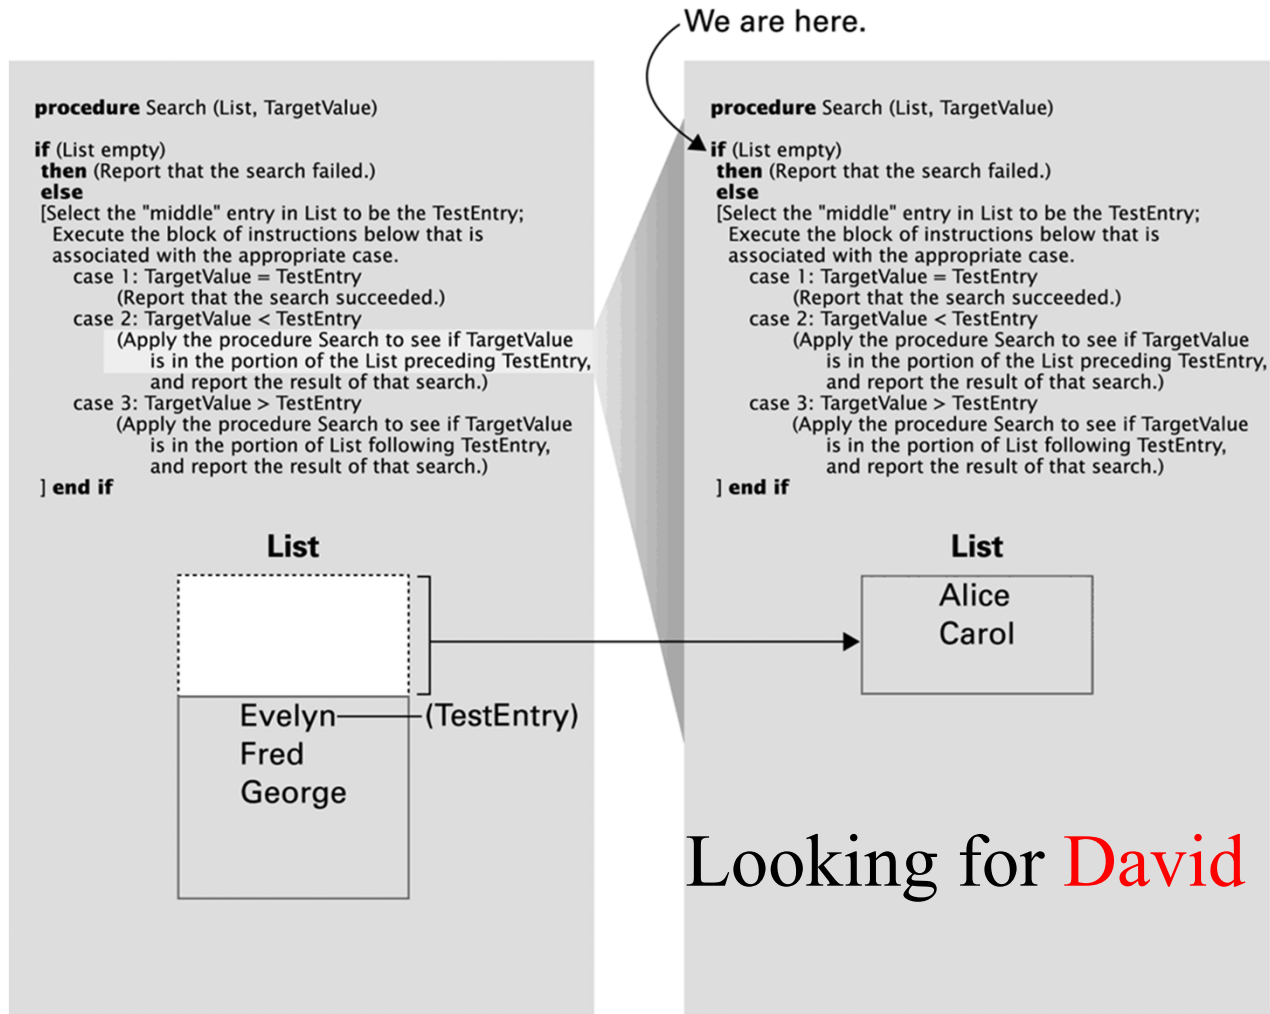 We are here.
procedure Search (List, TargetValue)
if (List empty)
then (Report that the search failed.)
else
[Select the "middle" entry in List to be the TestEntry;
Execute the block of instructions below that is
associated with the appropriate case.
case 1: TargetValue = TestEntry
(Report that the search succeeded.)
case 2: TargetValue < TestEntry
(Apply the procedure Search to see if TargetValue
is in the portion of the List preceding TestEntry,
and report the result of that search.)
case 3: TargetValue > TestEntry
(Apply the procedure Search to see if TargetValue
is in the portion of List following TestEntry,
and report the result of that search.)
] end if
List
Evelyn (TestEntry)
Fred
George
procedure Search (List, TargetValue)
if (List empty)
then (Report that the search failed.)
else
[Select the "middle" entry in List to be the TestEntry;
Execute the block of instructions below that is
associated with the appropriate case.
case 1: TargetValue = TestEntry
(Report that the search succeeded.)
case 2: TargetValue < TestEntry
(Apply the procedure Search to see if TargetValue
is in the portion of the List preceding TestEntry,
and report the result of that search.)
case 3: TargetValue > TestEntry
(Apply the procedure Search to see if TargetValue
is in the portion of List following TestEntry,
and report the result of that search.)
] end if
List
Alice
Carol
Looking for David